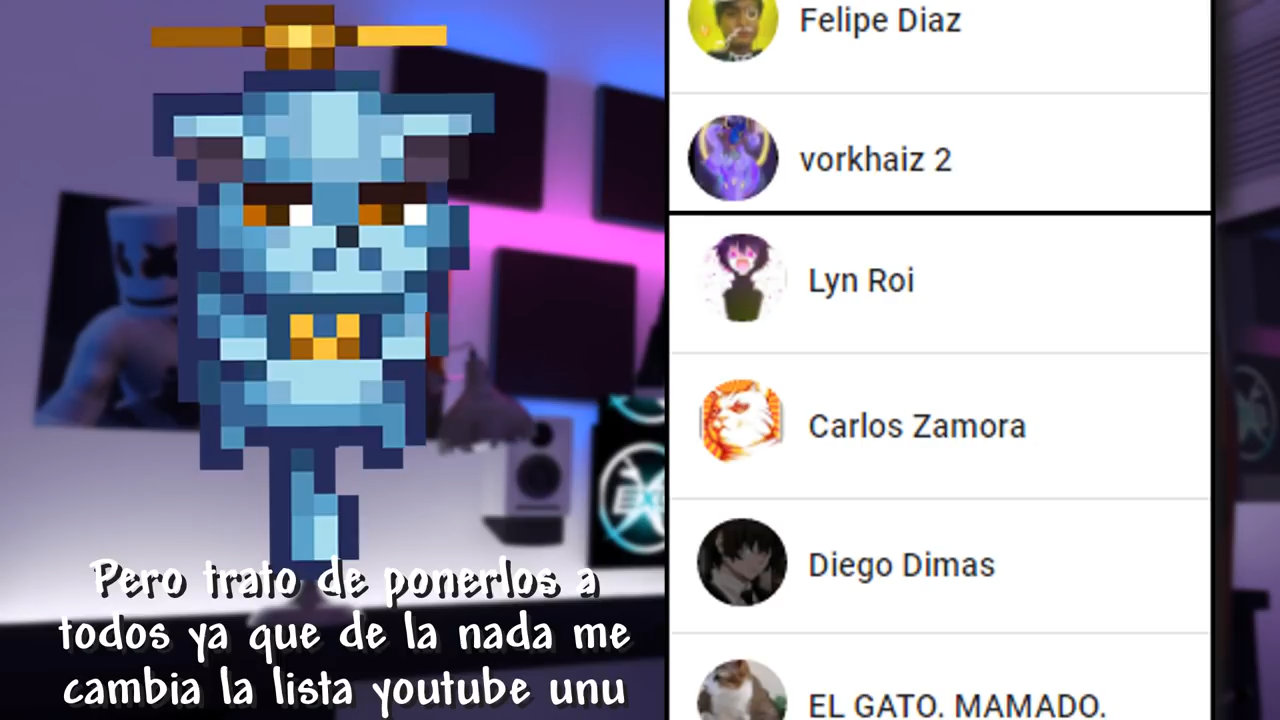 Felipe Diaz
vorkhaiz 2
Lyn Roi
Carlos Zamora
Diego Dimas
EL GATO. MAMADO.
Pero trato de ponerlos a
todos ya que de la nada me
cambia la lista youtube unu